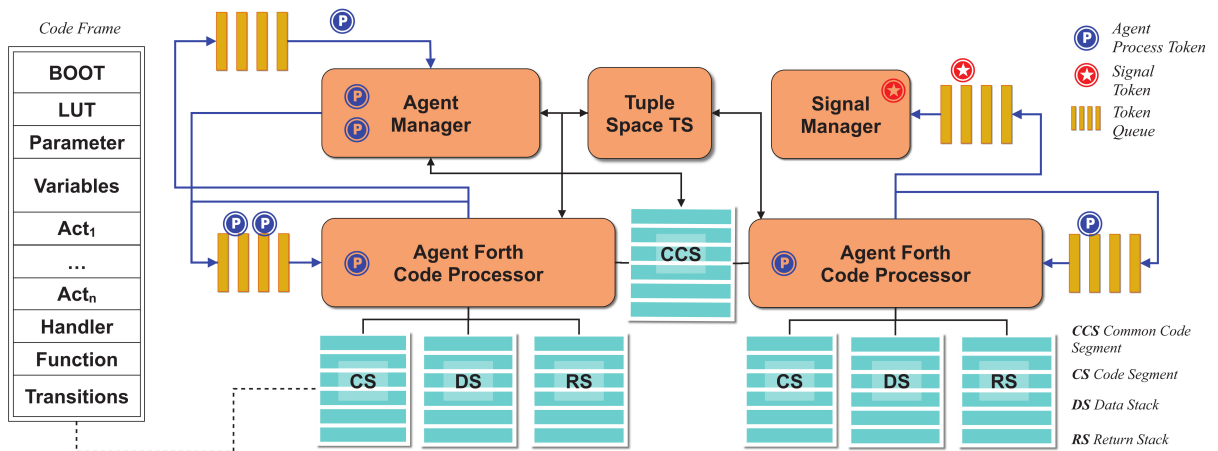 Code Frame
BOOT
LUT
Parameter
Variables
Act1
...
Actn
Handler
Function
Transitions
P
Agent
Manager
P
P
Tuple
Space TS
Signal
Manager
P
Agent
Process Token
Signal
Token
Token
Queue
P
P
P
Agent Forth
Code Processor
CCS
P
Agent Forth
Code Processor
P
CS
DS
RS
CS
DS
RS
CCS Common Code
Segment
CS Code Segment
DS Data Stack
RS Return Stack